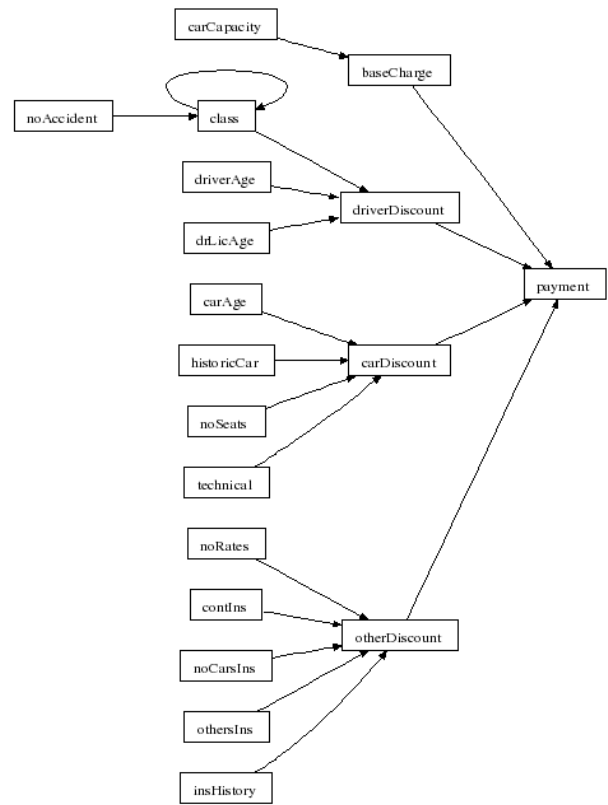 carCapacity
baseCharge
noAccident
class
driverAge
driverDiscount
drLicAge
payment
carAge
historicCar
carDiscount
noSeats
technical
noRates
contIns
otherDiscount
noCarsIns
othersIns
insHistory